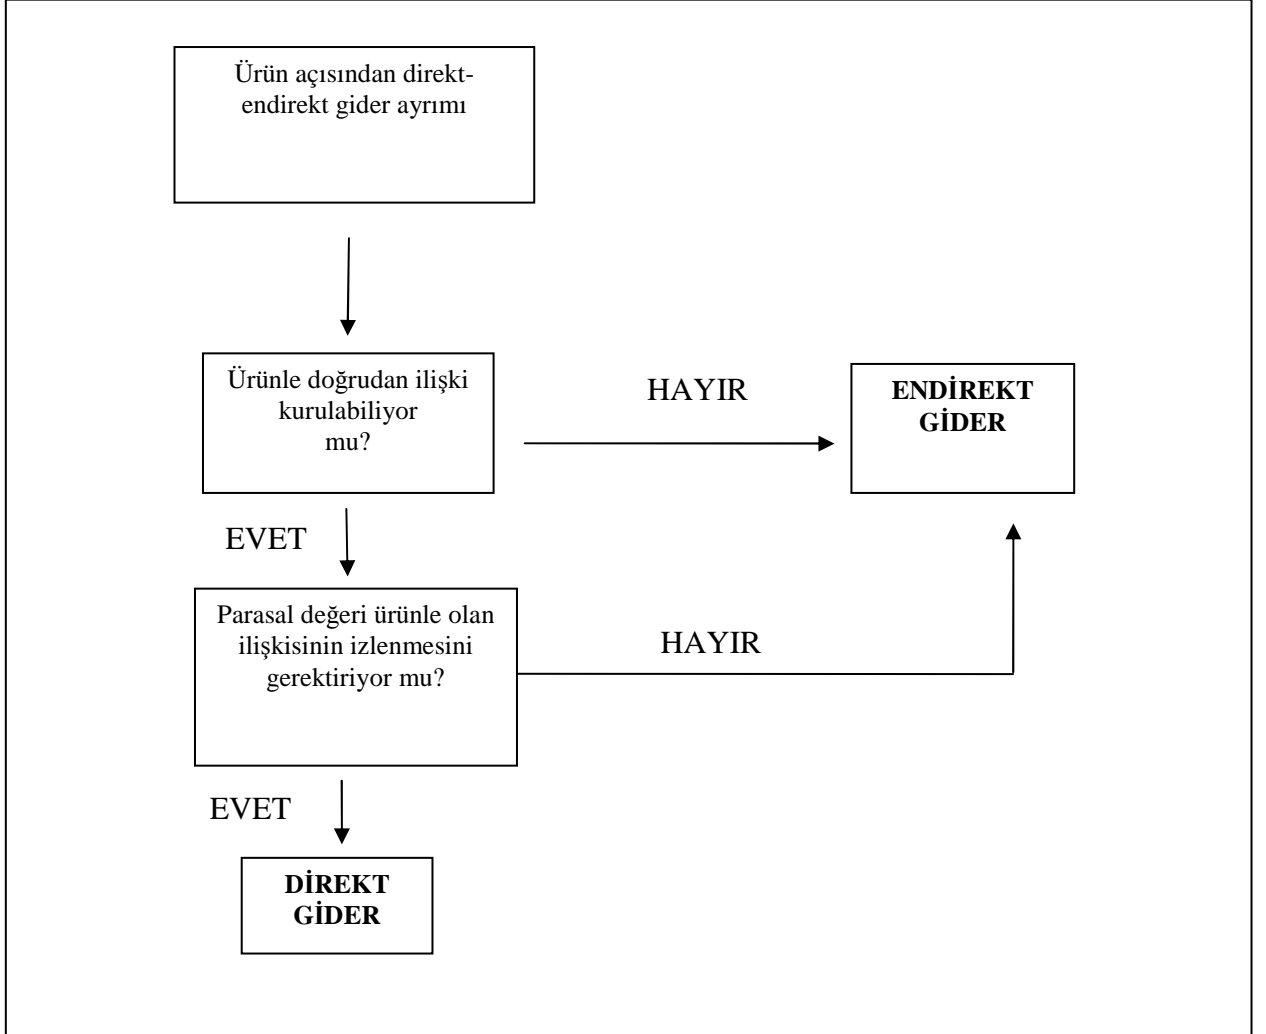 Ürün açısından direkt-
endirekt gider ayrımı
Ürünle doğrudan ilişki
kurulabiliyor
mu?
HAYIR
ENDİREKT
GİDER
EVET
Parasal değeri ürünle olan
ilişkisinin izlenmesini
gerektiriyor mu?
HAYIR
EVET
DİREKT
GİDER